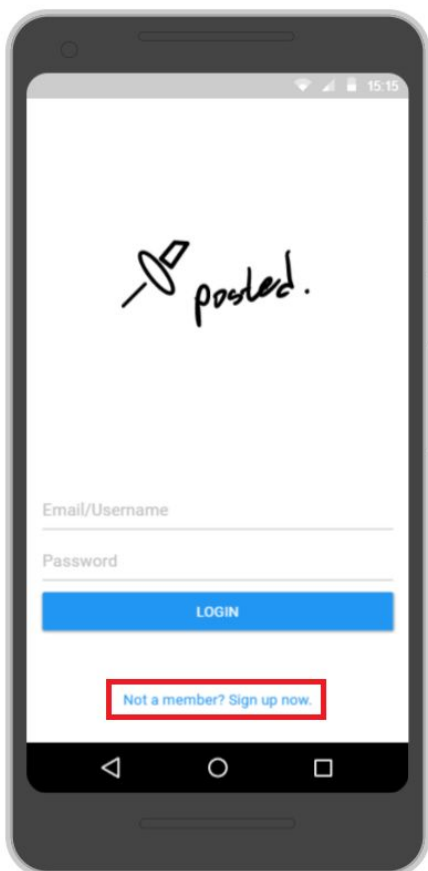 15:15
posted.
Email/Username
Password
LOGIN
Not a member? Sign up now.